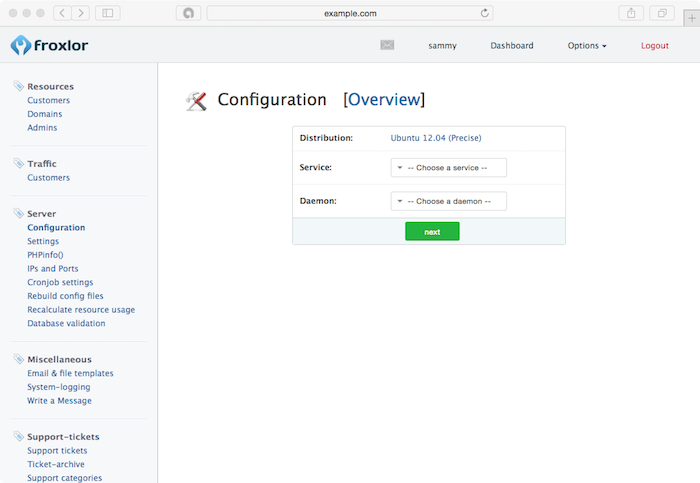 example.com
froxlor
sammy Dashboard Options Logout
Resources
Customers
Domains
Admins
Traffic
Customers
Server
Configuration
Settings
PHPinfo()
IPs and Ports
Cronjob settings
Rebuild config files
Recalculate resource usage
Database validation
Miscellaneous
Email & file templates
System-logging
Write a Message
Support-tickets
Support tickets
Ticket-archive
Support categories
Configuration [Overview]
Distribution: Ubuntu 12.04 (Precise)
Service: -- Choose a service --
Daemon: -- Choose a daemon --
next